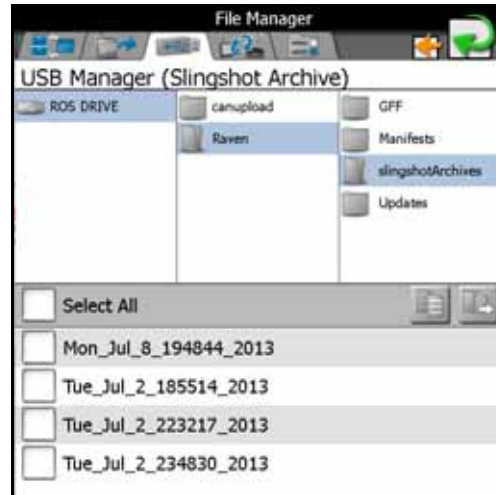 File Manager
USB Manager (Slingshot Archive)
ROS DRIVE
canupload
Raven
GFF
Manifests
slingshotArchives
Updates
Select All
Mon_Jul_8_194844_2013
Tue_Jul_2_185514_2013
Tue_Jul_2_223217_2013
Tue_Jul_2_234830_2013